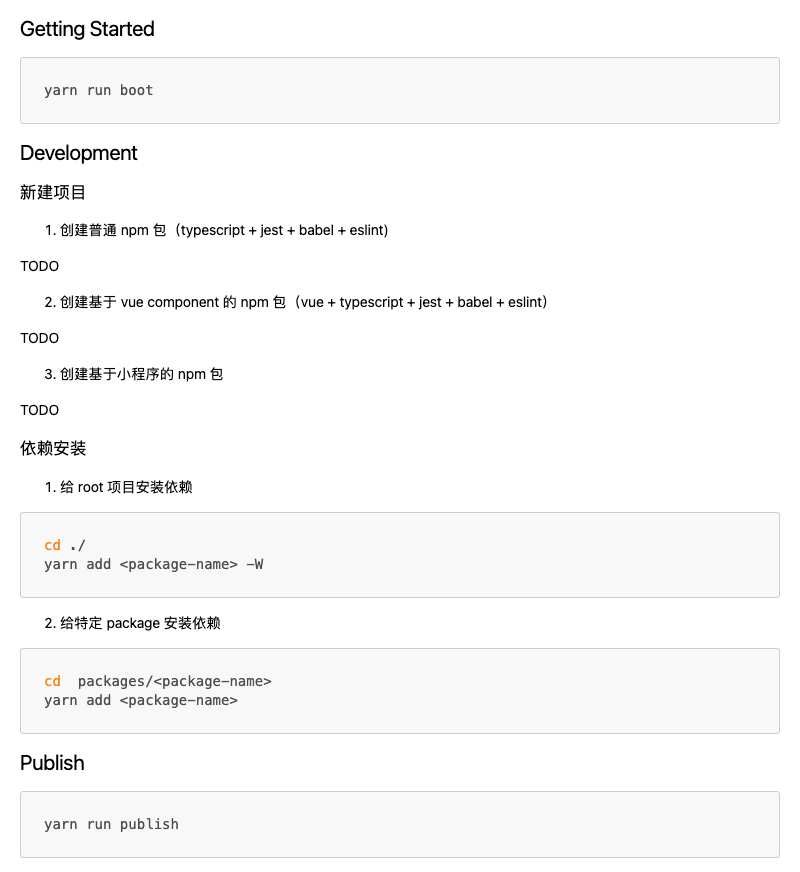 Getting Started
yarn run boot
Development
新建项目
1. 创建普通 npm 包（typescript + jest + babel + eslint)
TODO
2. 创建基于 vue component 的 npm 包（vue + typescript + jest + babel + eslint）
TODO
3. 创建基于小程序的 npm 包
TODO
依赖安装
1. 给 root 项目安装依赖
cd ./
yarn add <package-name> -W
2. 给特定 package 安装依赖
cd  packages/<package-name>
yarn add <package-name>
Publish
yarn run publish